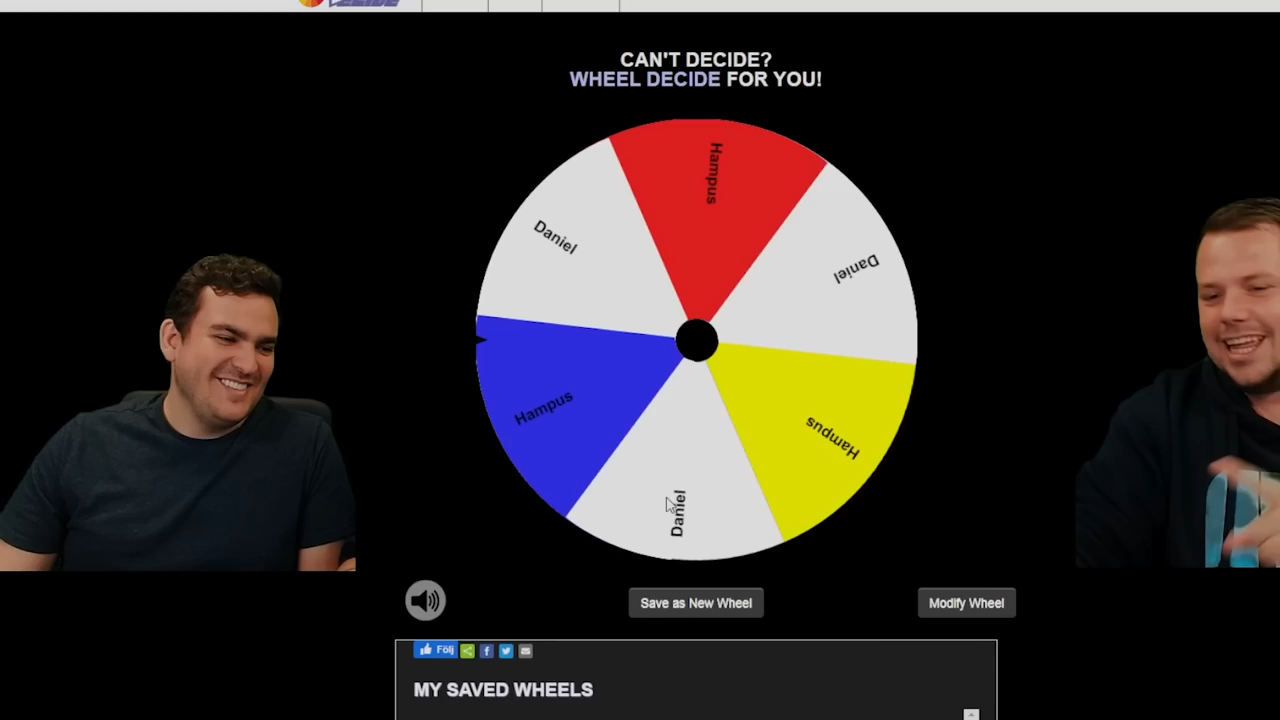 DECIDE
CAN'T DECIDE?
WHEEL DECIDE FOR YOU!
Hampus
Daniel
Daniel
Hampus
Hampus
Daniel
Save as New Wheel
Modify Wheel
Följ
MY SAVED WHEELS